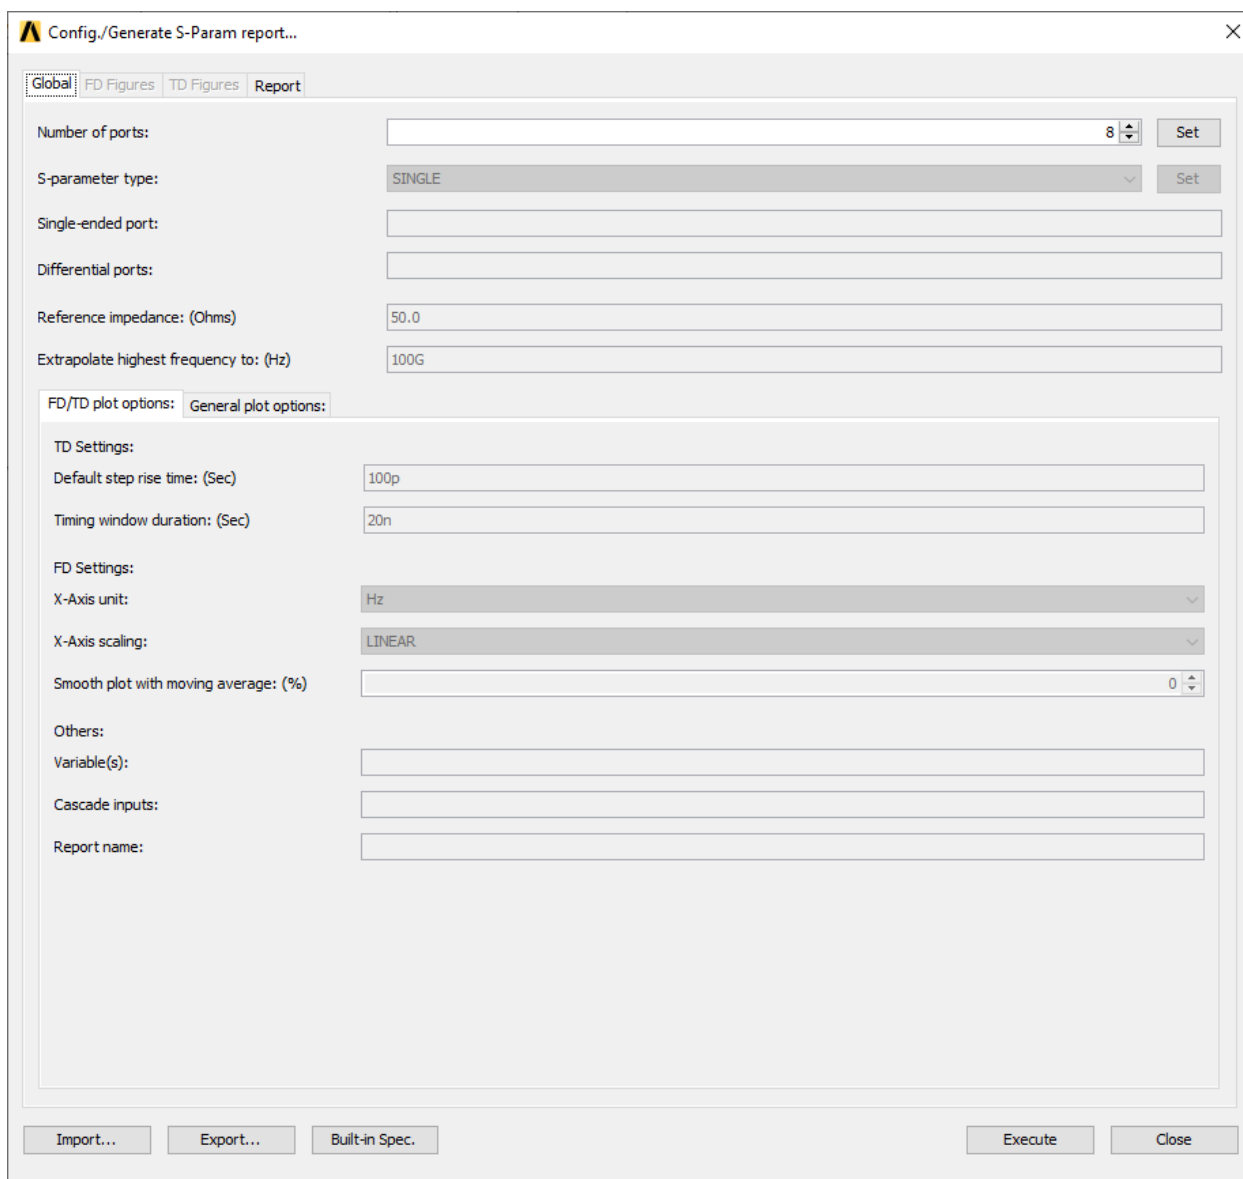 Config./Generate S-Param report...
Global FD Figures TD Figures Report
Number of ports: 8 Set
S-parameter type: SINGLE Set
Single-ended port:
Differential ports:
Reference impedance: (Ohms) 50.0
Extrapolate highest frequency to: (Hz) 100G
FD/TD plot options: General plot options:
TD Settings:
Default step rise time: (Sec) 100p
Timing window duration: (Sec) 20n
FD Settings:
X-Axis unit: Hz
X-Axis scaling: LINEAR
Smooth plot with moving average: (%) 0
Others:
Variable(s):
Cascade inputs:
Report name:
Import... Export... Built-in Spec. Execute Close